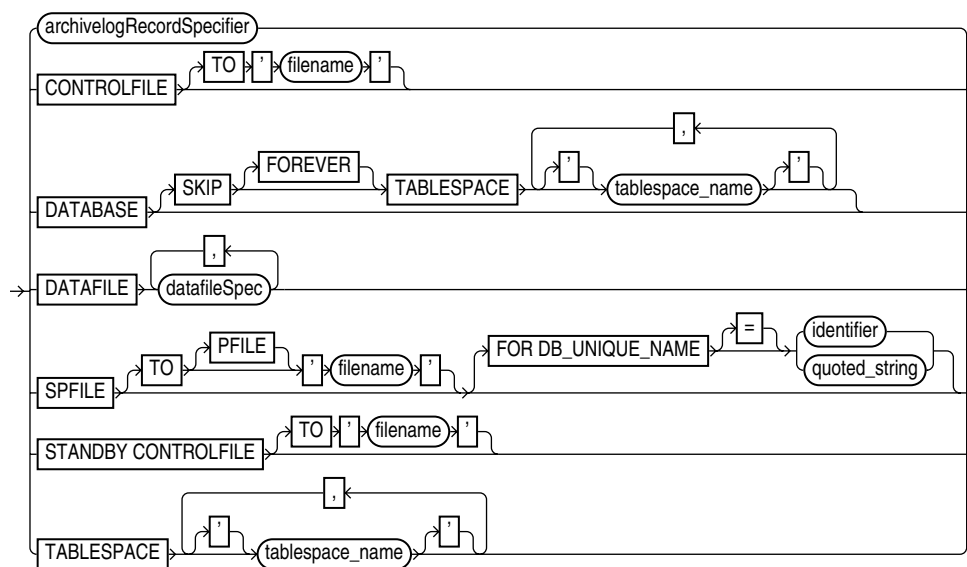 archivelogRecordSpecifier
TO ' filename '
CONTROLFILE
,
FOREVER ' '
SKIP TABLESPACE tablespace_name
DATABASE
,
DATAFILE datafileSpec
PFILE = identifier
TO ' filename ' FOR DB_UNIQUE_NAME quoted_string
SPFILE
TO ' filename '
STANDBY CONTROLFILE
,
' '
TABLESPACE tablespace_name